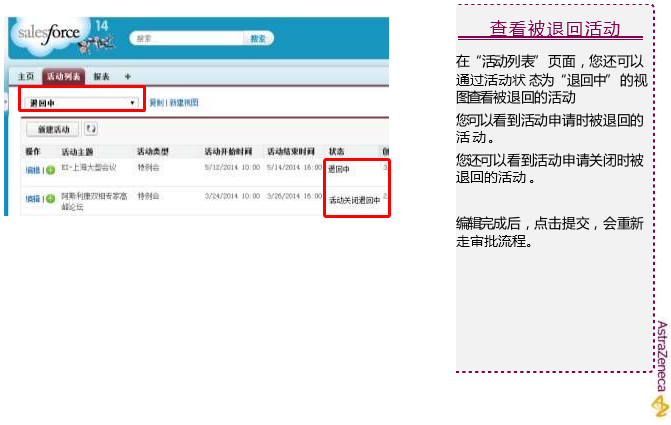 salesforce
14
搜索
搜索
主页
活动列表
报表
+
退回中
复制 | 新建视图
新建活动
操作 活动主题 活动类型 活动开始时间 活动结束时间 状态
编辑 | 特例会 5/12/2014 10:00 5/14/2014 16:00 退回中
编辑 | 阿斯利康双相专家高峰论坛 特例会 3/24/2014 10:00 3/26/2014 16:00 活动关闭退回中
查看被退回活动
在“活动列表”页面，您还可以
通过活动状态为“退回中”的视
图查看被退回的活动
您可以看到活动申请时被退回的
活动。
您还可以看到活动申请关闭时被
退回的活动。
编辑完成后，点击提交，会重新
走审批流程。
AstraZeneca